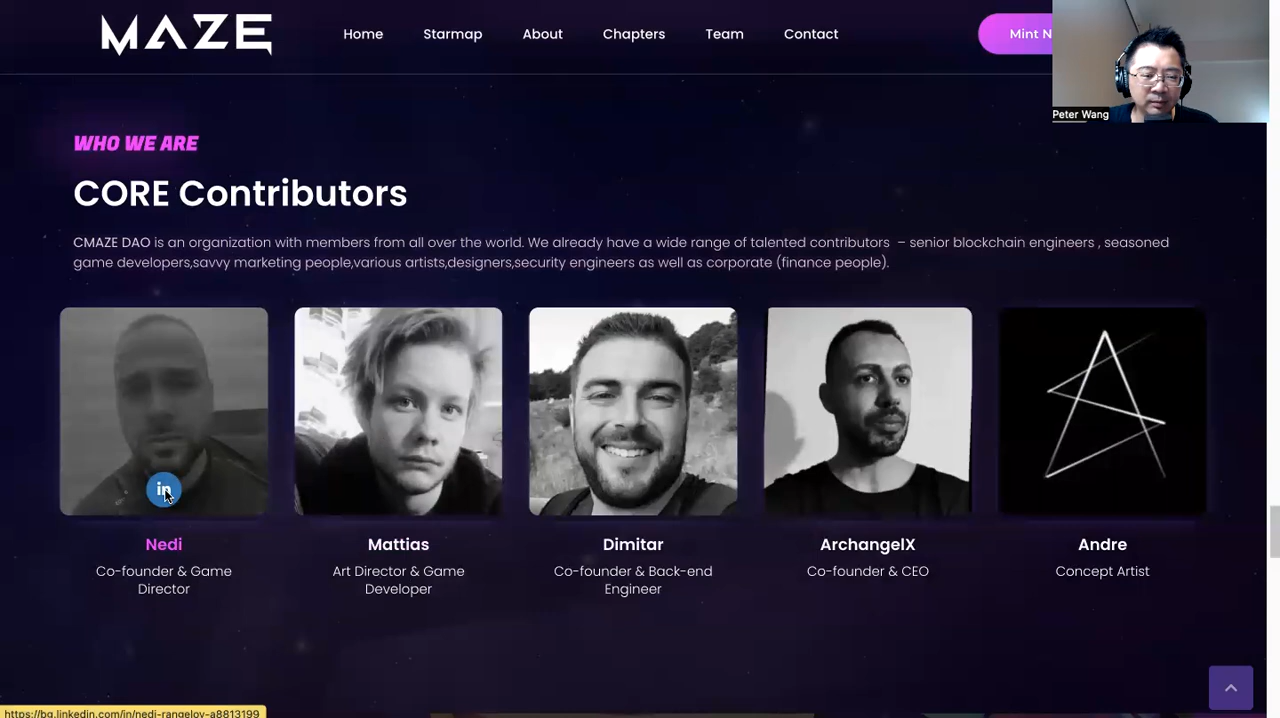 MAZE
Home
Starmap
About
Chapters
Team
Contact
Mint N
Peter Wang
WHO WE ARE
CORE Contributors
CMAZE DAO is an organization with members from all over the world. We already have a wide range of talented contributors – senior blockchain engineers , seasoned
game developers,savvy marketing people,various artists,designers,security engineers as well as corporate (finance people).
in
Nedi
Co-founder & Game
Director
Mattias
Art Director & Game
Developer
Dimitar
Co-founder & Back-end
Engineer
ArchangelX
Co-founder & CEO
Andre
Concept Artist
https://bg.linkedin.com/in/nedi-rangelov-a8813199